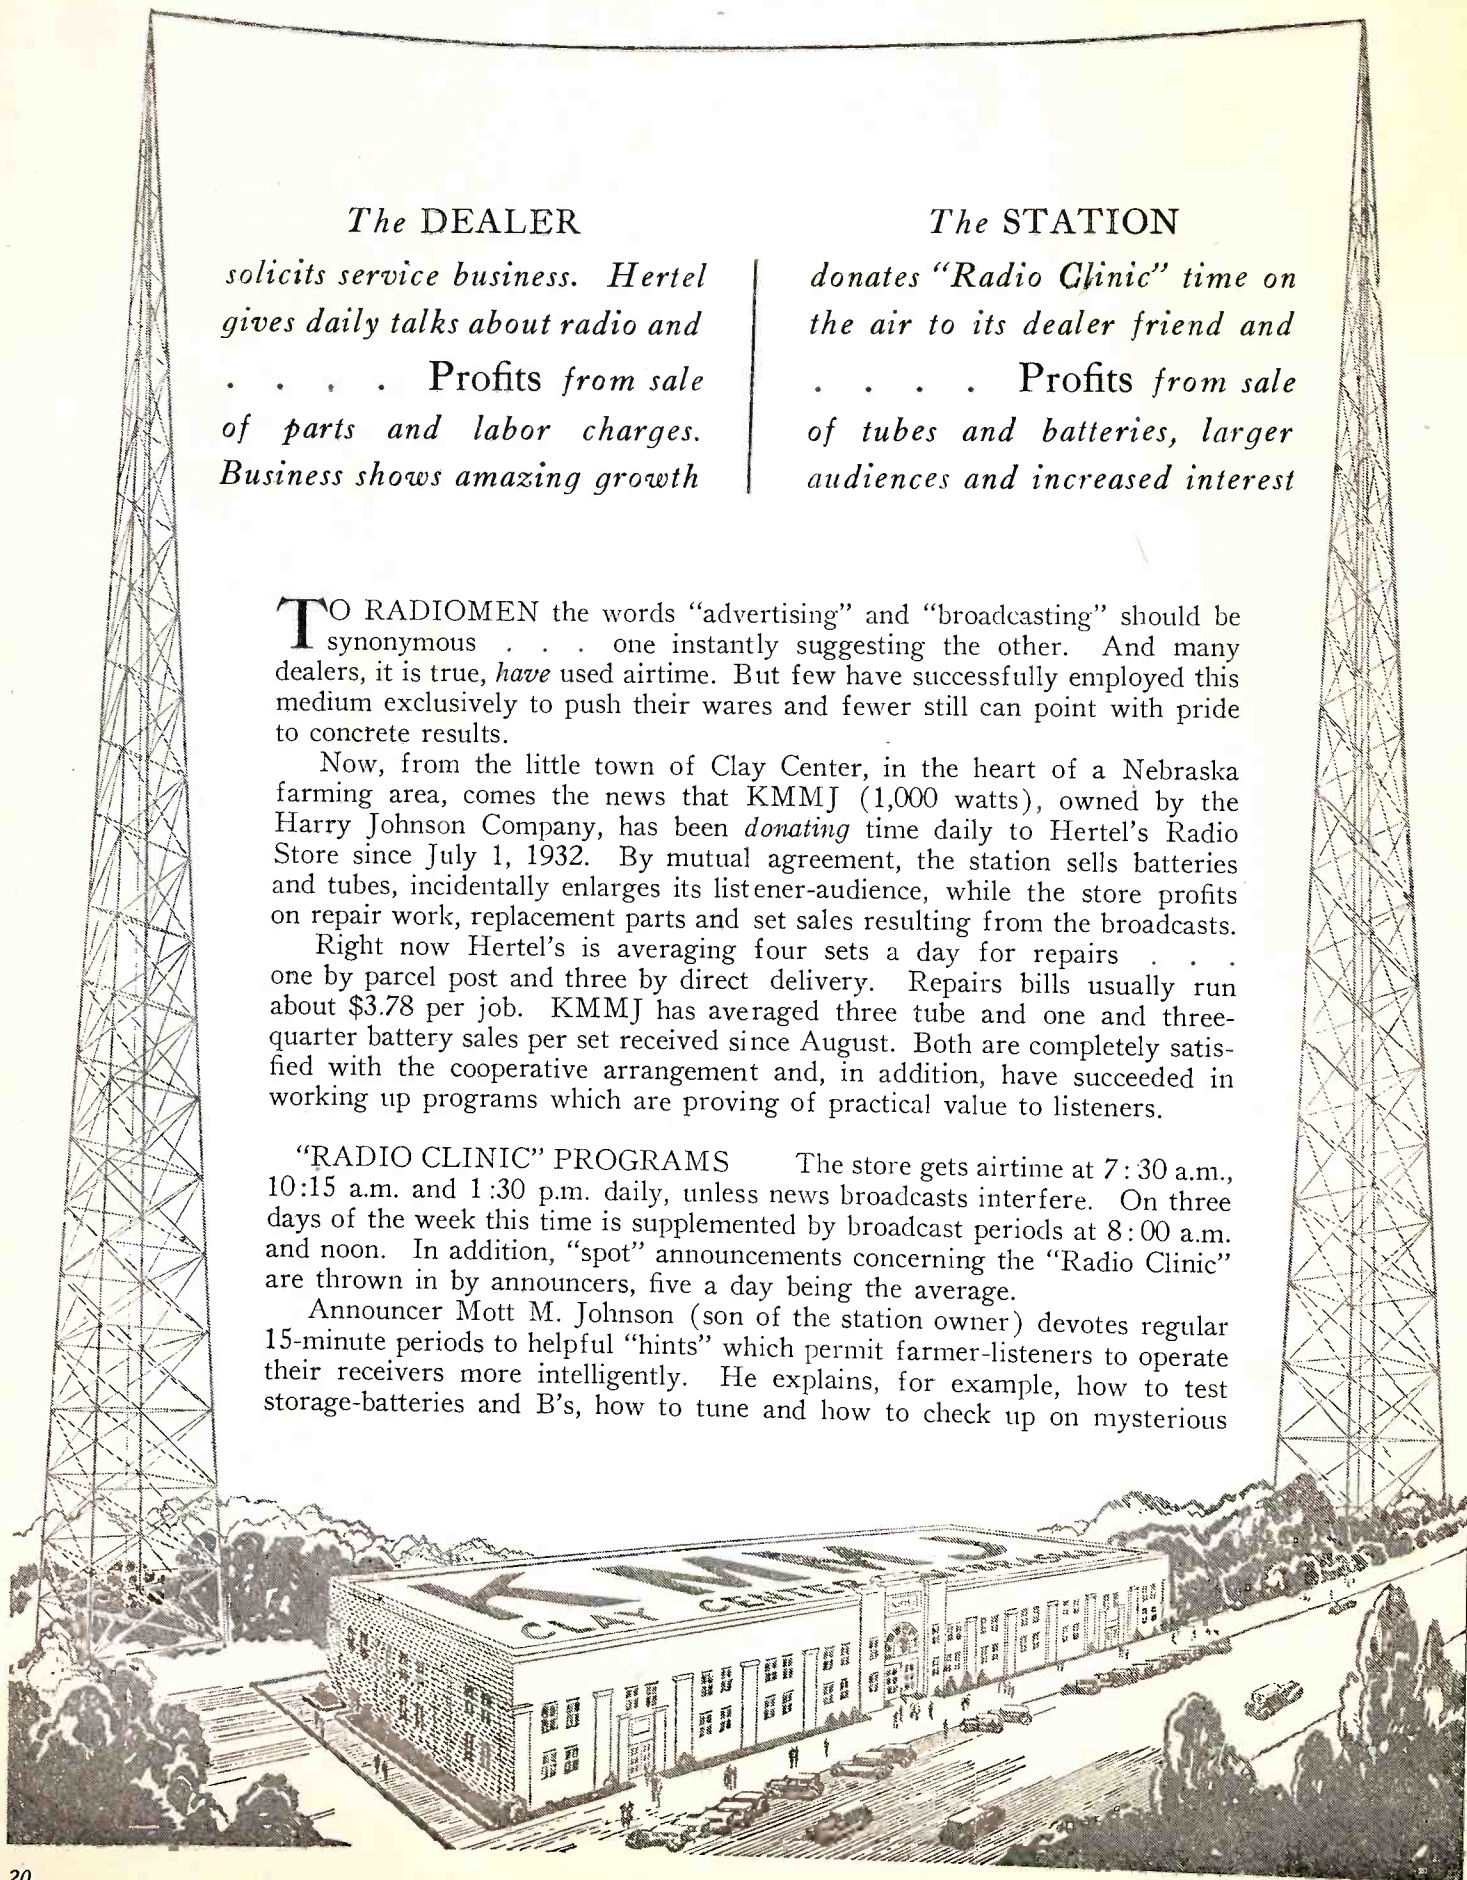 The DEALER
solicits service business. Hertel
gives daily talks about radio and
. . . . Profits from sale
of parts and labor charges.
Business shows amazing growth
The STATION
donates “Radio Clinic” time on
the air to its dealer friend and
. . . . Profits from sale
of tubes and batteries, larger
audiences and increased interest
TO RADIOMEN the words “advertising” and “broadcasting” should be
synonymous . . . one instantly suggesting the other. And many
dealers, it is true, have used airtime. But few have successfully employed this
medium exclusively to push their wares and fewer still can point with pride
to concrete results.
Now, from the little town of Clay Center, in the heart of a Nebraska
farming area, comes the news that KMMJ (1,000 watts), owned by the
Harry Johnson Company, has been donating time daily to Hertel’s Radio
Store since July 1, 1932. By mutual agreement, the station sells batteries
and tubes, incidentally enlarges its listener-audience, while the store profits
on repair work, replacement parts and set sales resulting from the broadcasts.
Right now Hertel’s is averaging four sets a day for repairs . . .
one by parcel post and three by direct delivery. Repairs bills usually run
about $3.78 per job. KMMJ has averaged three tube and one and three-
quarter battery sales per set received since August. Both are completely satis-
fied with the cooperative arrangement and, in addition, have succeeded in
working up programs which are proving of practical value to listeners.
“RADIO CLINIC” PROGRAMS The store gets airtime at 7:30 a.m.,
10:15 a.m. and 1:30 p.m. daily, unless news broadcasts interfere. On three
days of the week this time is supplemented by broadcast periods at 8:00 a.m.
and noon. In addition, “spot” announcements concerning the “Radio Clinic”
are thrown in by announcers, five a day being the average.
Announcer Mott M. Johnson (son of the station owner) devotes regular
15-minute periods to helpful “hints” which permit farmer-listeners to operate
their receivers more intelligently. He explains, for example, how to test
storage-batteries and B’s, how to tune and how to check up on mysterious
KMMJ
CLAY CENTER NEBRASKA
20